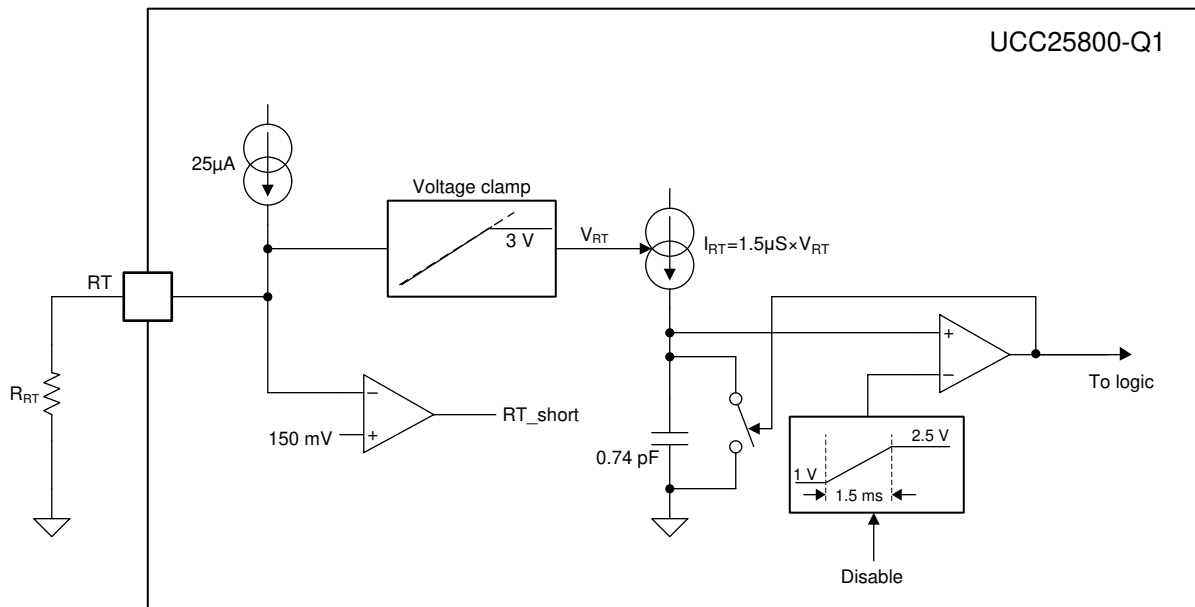 UCC25800-Q1
25µA
Voltage clamp
3 V
V_RT
I_RT=1.5µS×V_RT
RT
R_RT
+
−
To logic
−
+
150 mV
RT_short
0.74 pF
2.5 V
1 V
1.5 ms
Disable